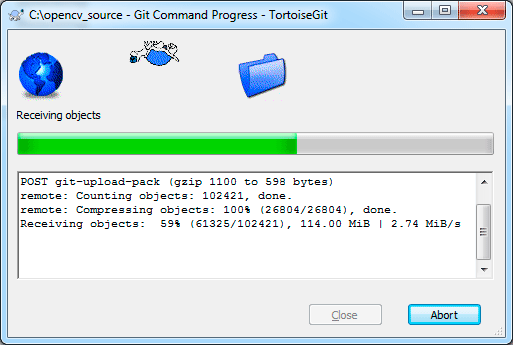 C:\opencv_source - Git Command Progress - TortoiseGit
Receiving objects
POST git-upload-pack (gzip 1100 to 598 bytes)
remote: Counting objects: 102421, done.
remote: Compressing objects: 100% (26804/26804), done.
Receiving objects:  59% (61325/102421), 114.00 MiB | 2.74 MiB/s
Close
Abort